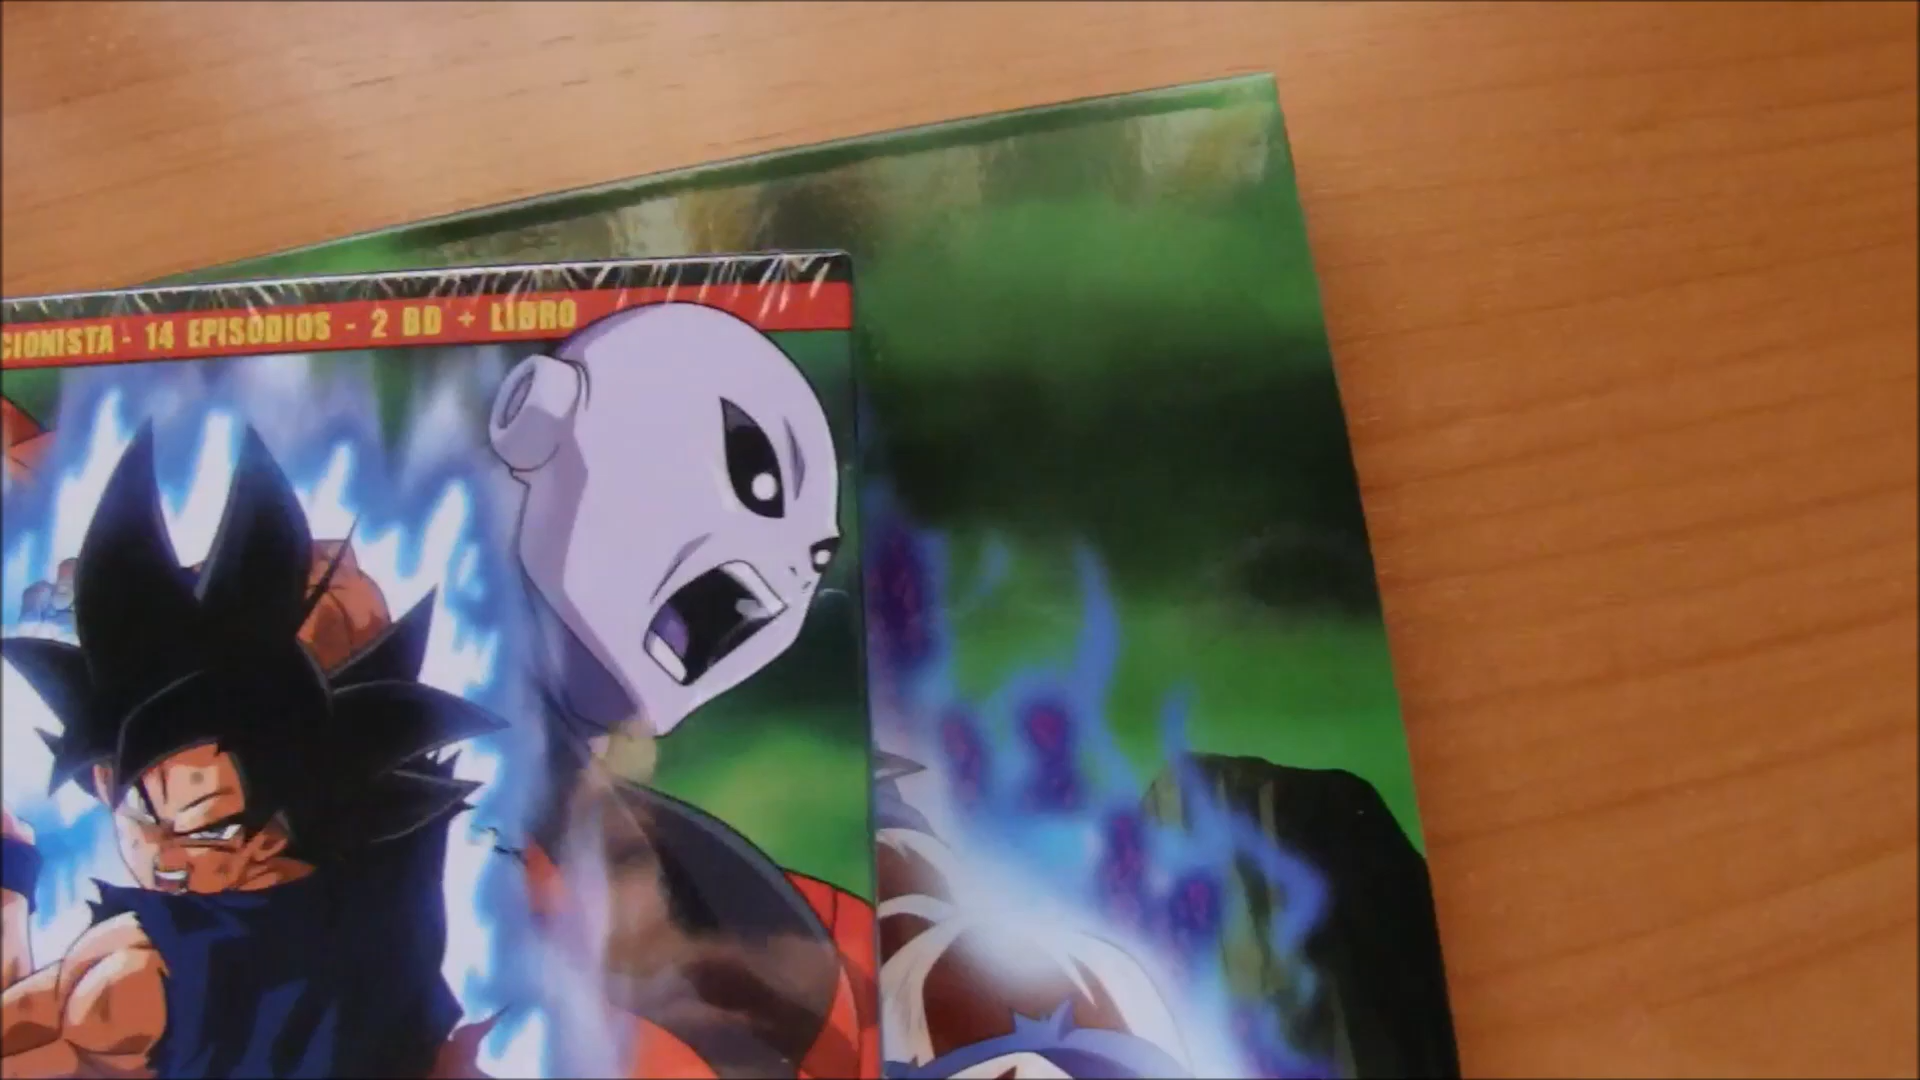 CIONISTA - 14 EPISODIOS - 2 BD + LIBRO